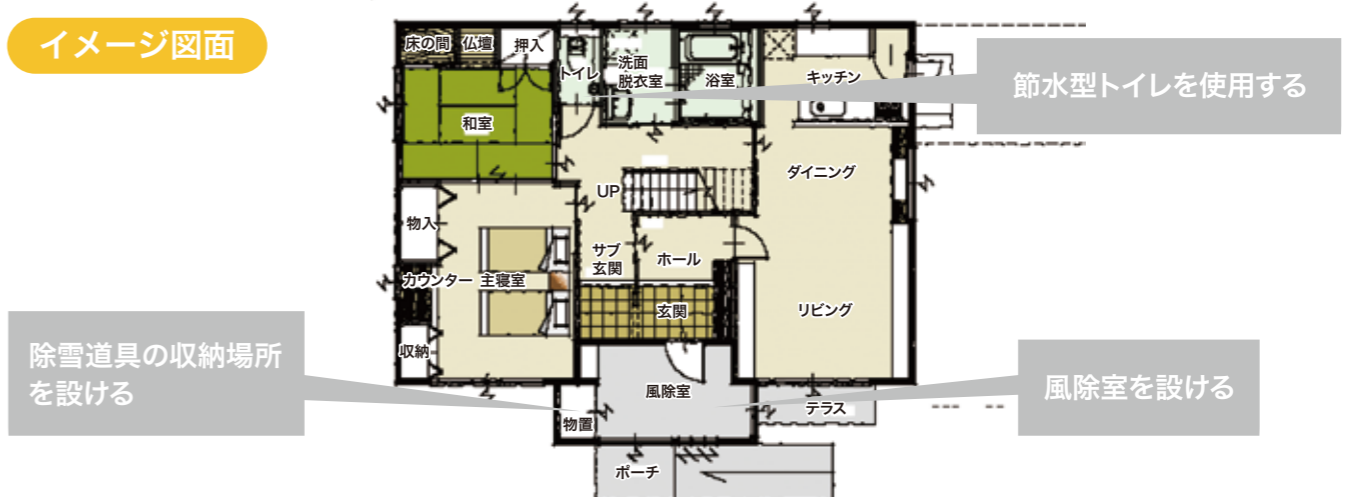 イメージ図面
床の間
仏壇
押入
トイレ
洗面
脱衣室
浴室
キッチン
節水型トイレを使用する
和室
ダイニング
UP
物入
サブ
玄関
ホール
カウンター
主寝室
玄関
リビング
除雪道具の収納場所
を設ける
収納
風除室
風除室を設ける
物置
テラス
ポーチ